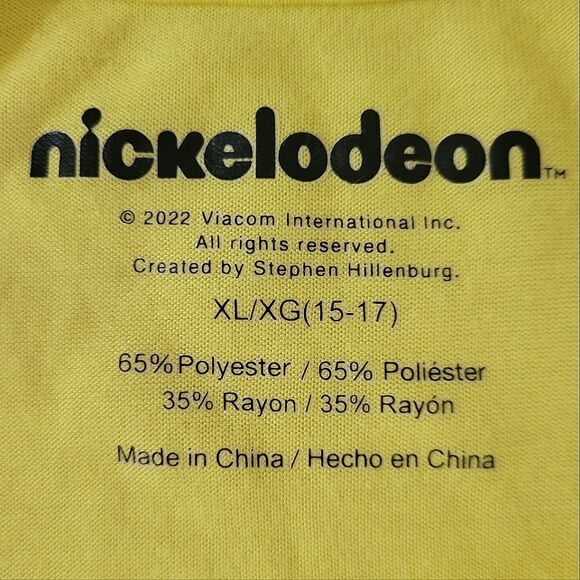 nickelodeon™
© 2022 Viacom International Inc.
All rights reserved.
Created by Stephen Hillenburg.
XL/XG(15-17)
65% Polyester / 65% Poliéster
35% Rayon / 35% Rayón
Made in China / Hecho en China